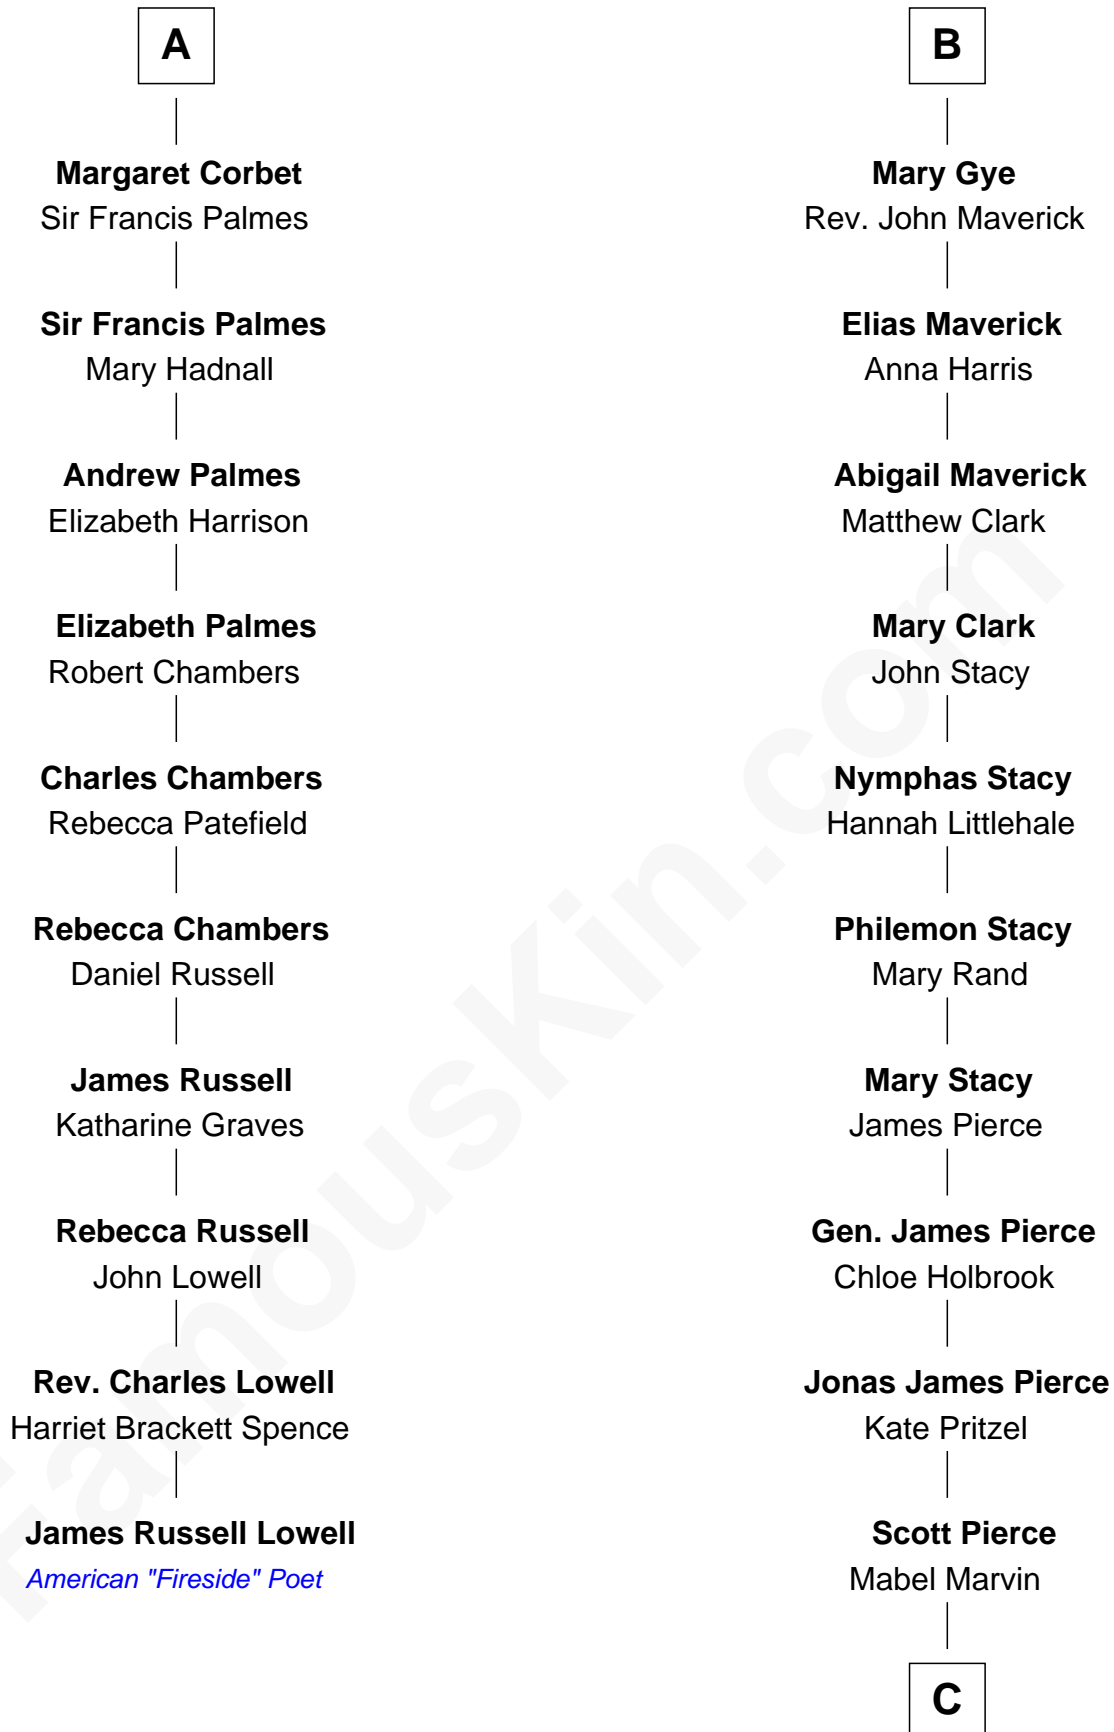 A
Margaret Corbet
Sir Francis Palmes
Sir Francis Palmes
Mary Hadnall
Andrew Palmes
Elizabeth Harrison
Elizabeth Palmes
Robert Chambers
Charles Chambers
Rebecca Patefield
Rebecca Chambers
Daniel Russell
James Russell
Katharine Graves
Rebecca Russell
John Lowell
Rev. Charles Lowell
Harriet Brackett Spence
James Russell Lowell
American "Fireside" Poet
B
Mary Gye
Rev. John Maverick
Elias Maverick
Anna Harris
Abigail Maverick
Matthew Clark
Mary Clark
John Stacy
Nymphas Stacy
Hannah Littlehale
Philemon Stacy
Mary Rand
Mary Stacy
James Pierce
Gen. James Pierce
Chloe Holbrook
Jonas James Pierce
Kate Pritzel
Scott Pierce
Mabel Marvin
C
FamousKin.com